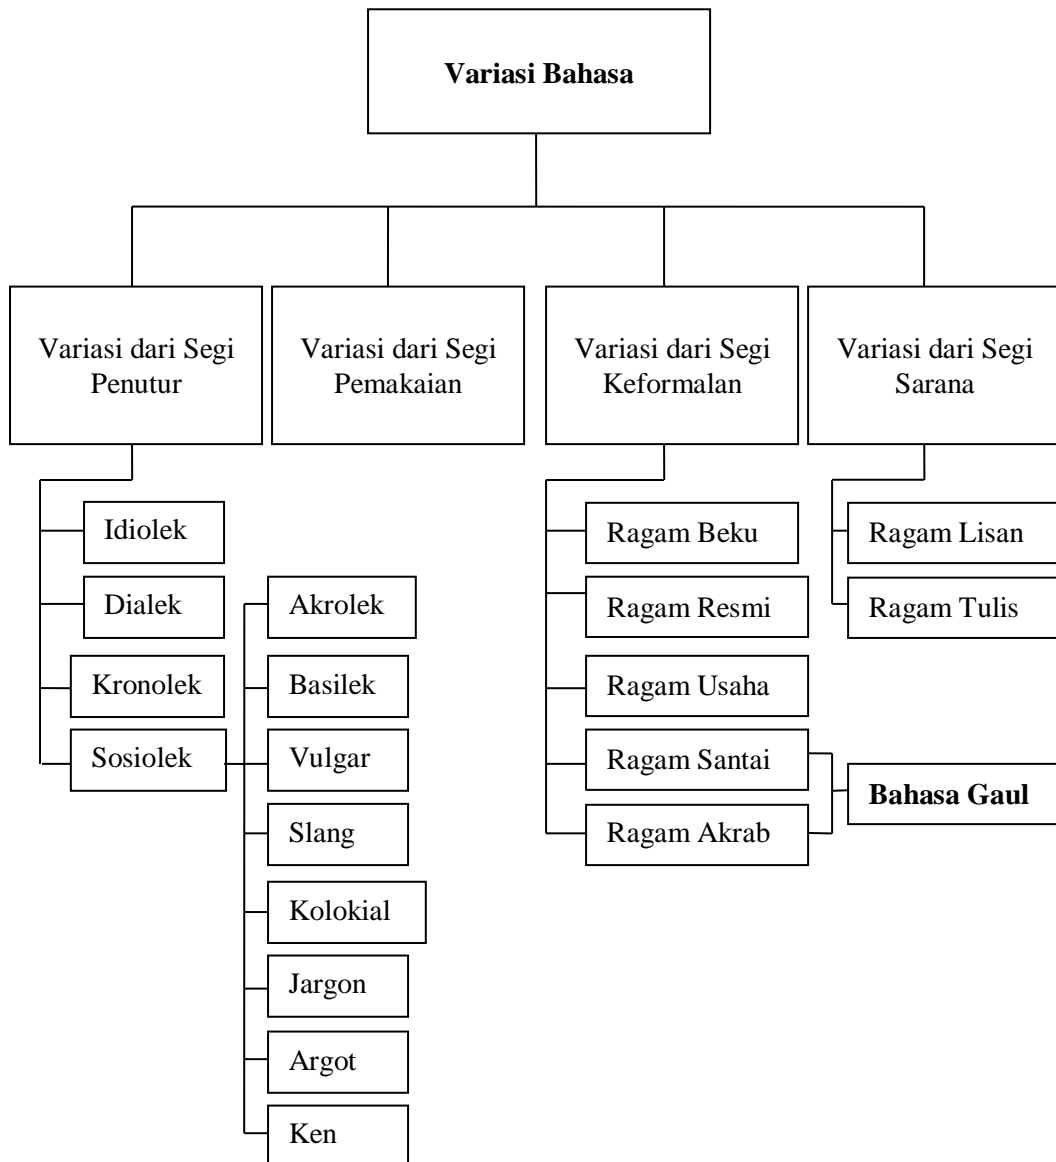 Variasi Bahasa
Variasi dari Segi
Penutur
Variasi dari Segi
Pemakaian
Variasi dari Segi
Keformalan
Variasi dari Segi
Sarana
Idiolek
Dialek
Kronolek
Sosiolek
Akrolek
Basilek
Vulgar
Slang
Kolokial
Jargon
Argot
Ken
Ragam Beku
Ragam Resmi
Ragam Usaha
Ragam Santai
Ragam Akrab
Bahasa Gaul
Ragam Lisan
Ragam Tulis